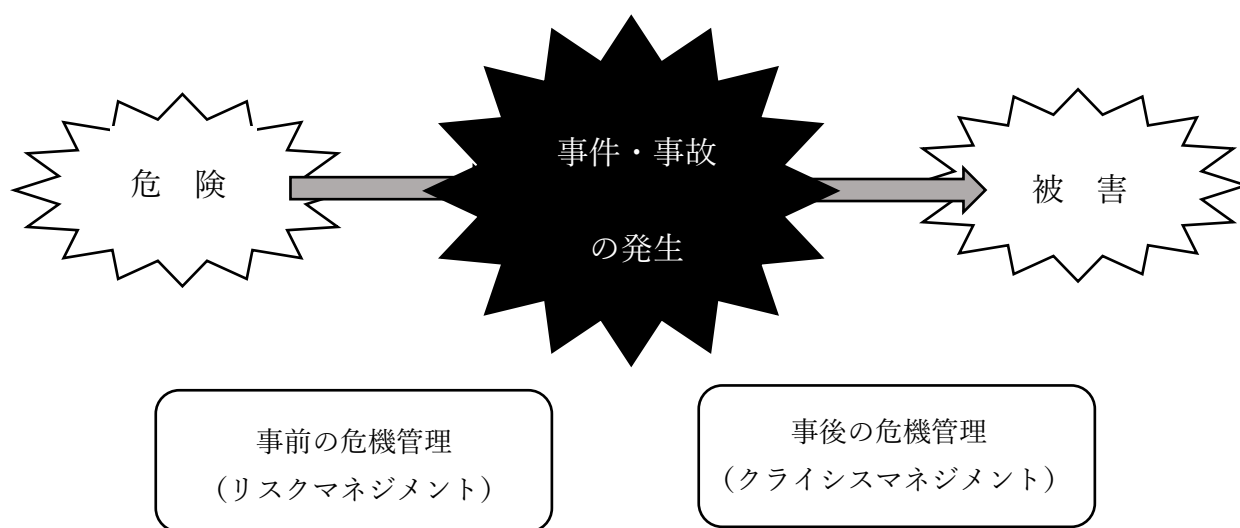 危　険
事件・事故
の発生
被　害
事前の危機管理
（リスクマネジメント）
事後の危機管理
（クライシスマネジメント）